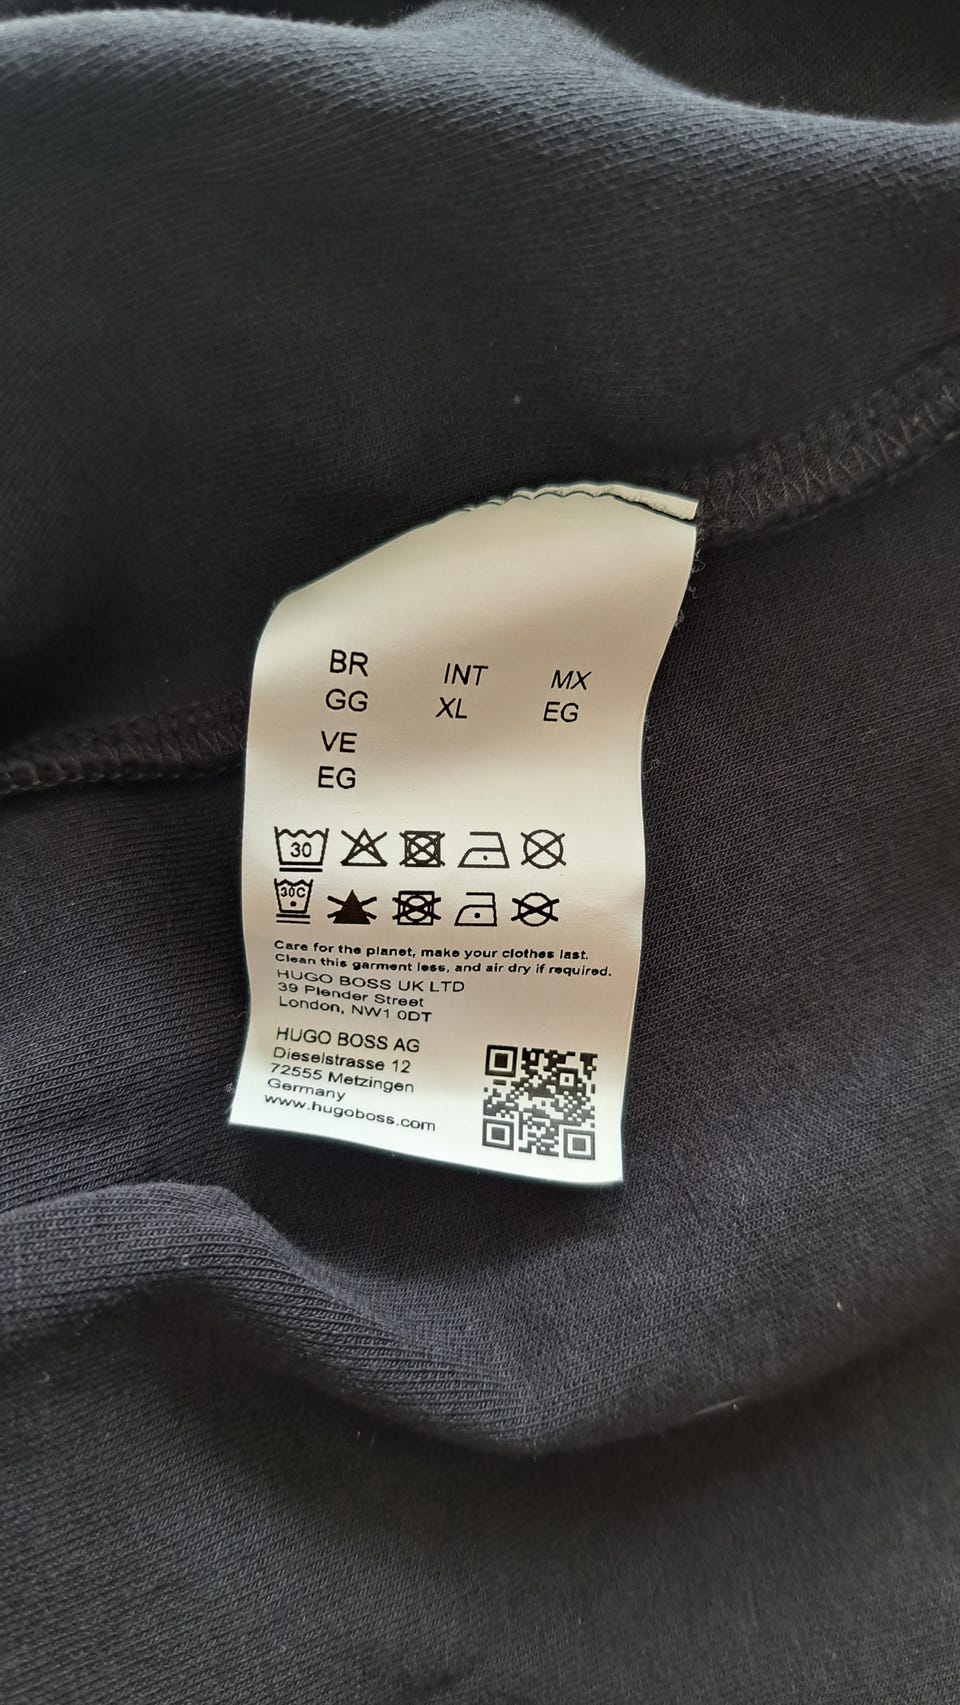 BR INT MX
GG XL EG
VE
EG
30
30C
Care for the planet, make your clothes last.
Clean this garment less, and air dry if required.
HUGO BOSS UK LTD
39 Plender Street
London, NW1 0DT
HUGO BOSS AG
Dieselstrasse 12
72555 Metzingen
Germany
www.hugoboss.com